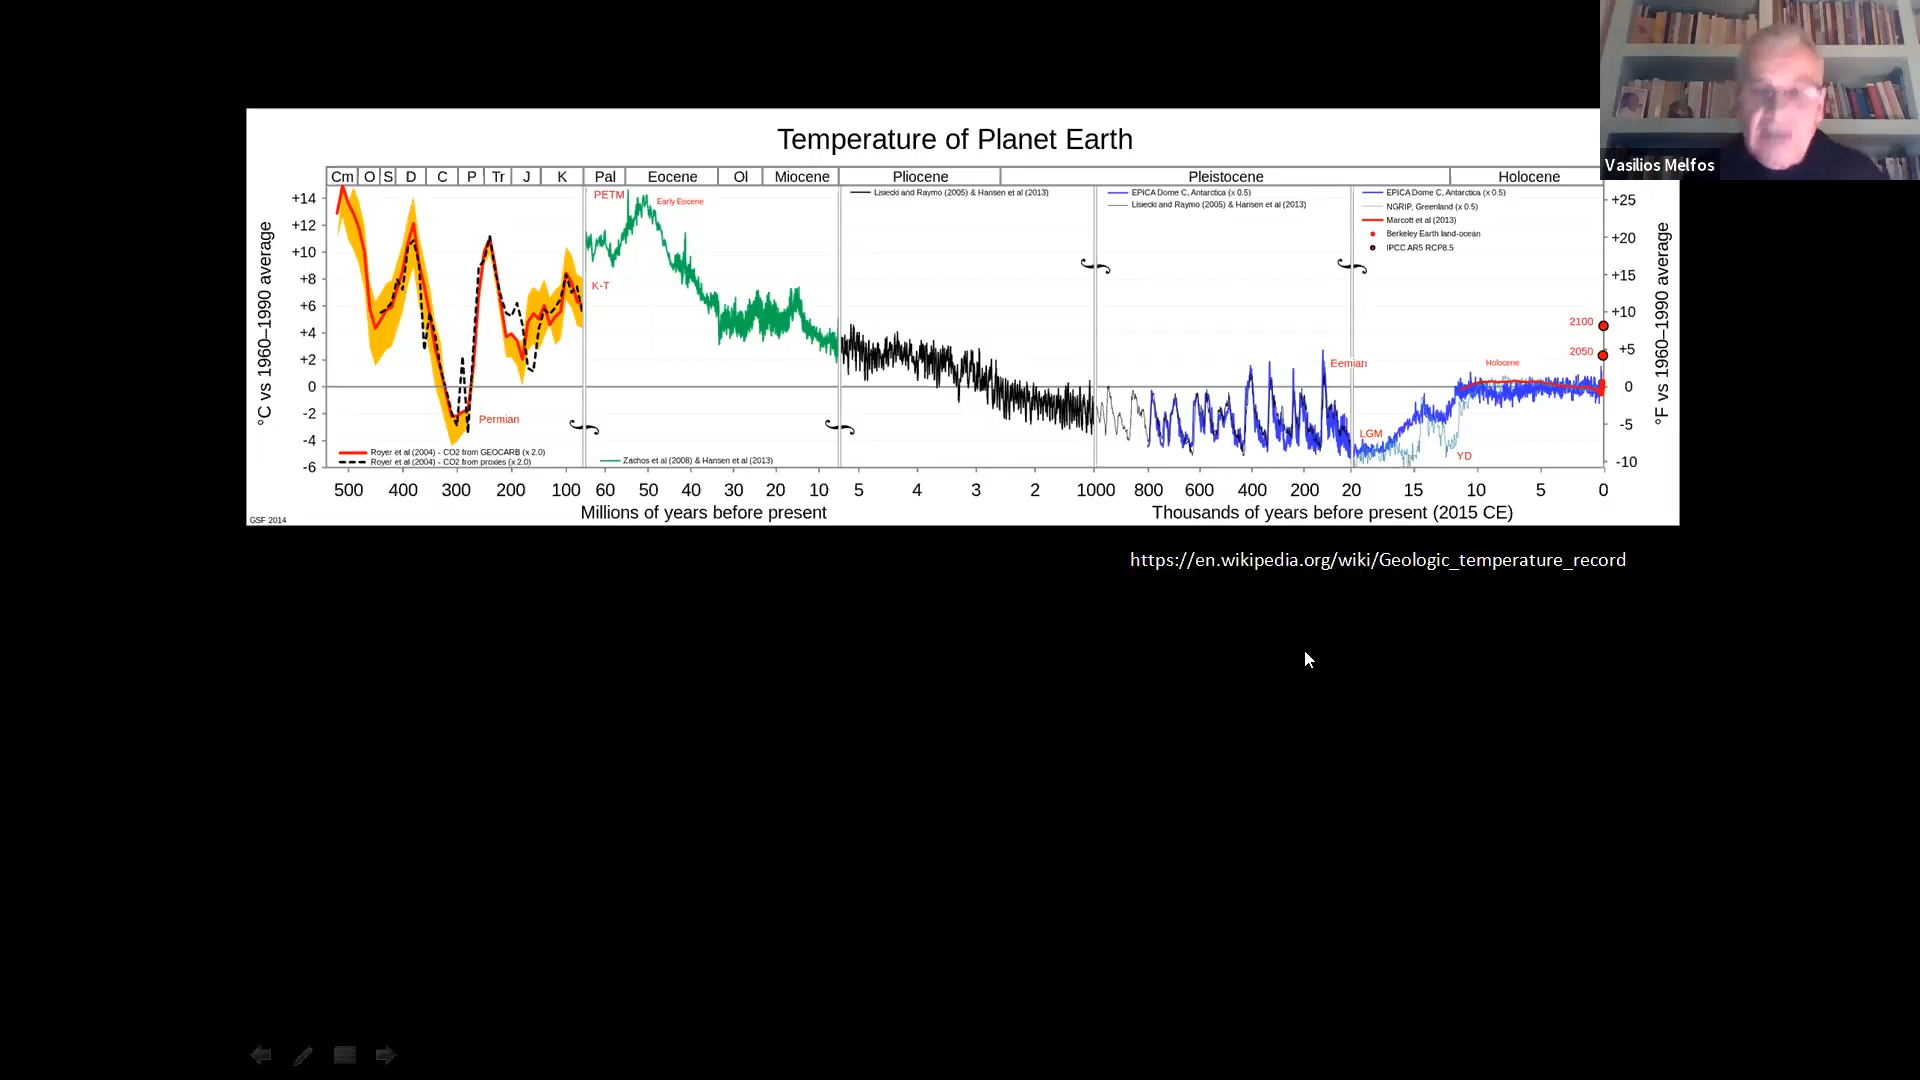 Temperature of Planet Earth
Vasilios Melfos
Cm O S D C P Tr J K Pal Eocene Ol Miocene Pliocene Pleistocene Holocene
°C vs 1960–1990 average
+14
+12
+10
+8
+6
+4
+2
0
-2
-4
-6
Permian
Royer et al (2004) - CO2 from GEOCARB (x 2.0)
Royer et al (2004) - CO2 from proxies (x 2.0)
PETM
Early Eocene
K-T
Zachos et al (2008) & Hansen et al (2013)
Lisiecki and Raymo (2005) & Hansen et al (2013)
EPICA Dome C, Antarctica (x 0.5)
Lisiecki and Raymo (2005) & Hansen et al (2013)
Eemian
EPICA Dome C, Antarctica (x 0.5)
NGRIP, Greenland (x 0.5)
Marcott et al (2013)
Berkeley Earth land-ocean
IPCC AR5 RCP8.5
2100
2050
Holocene
LGM
YD
+25
+20
+15
+10
+5
0
-5
-10
°F vs 1960–1990 average
500 400 300 200 100 60 50 40 30 20 10 5 4 3 2 1000 800 600 400 200 20 15 10 5 0
Millions of years before present
Thousands of years before present (2015 CE)
GSF 2014
https://en.wikipedia.org/wiki/Geologic_temperature_record